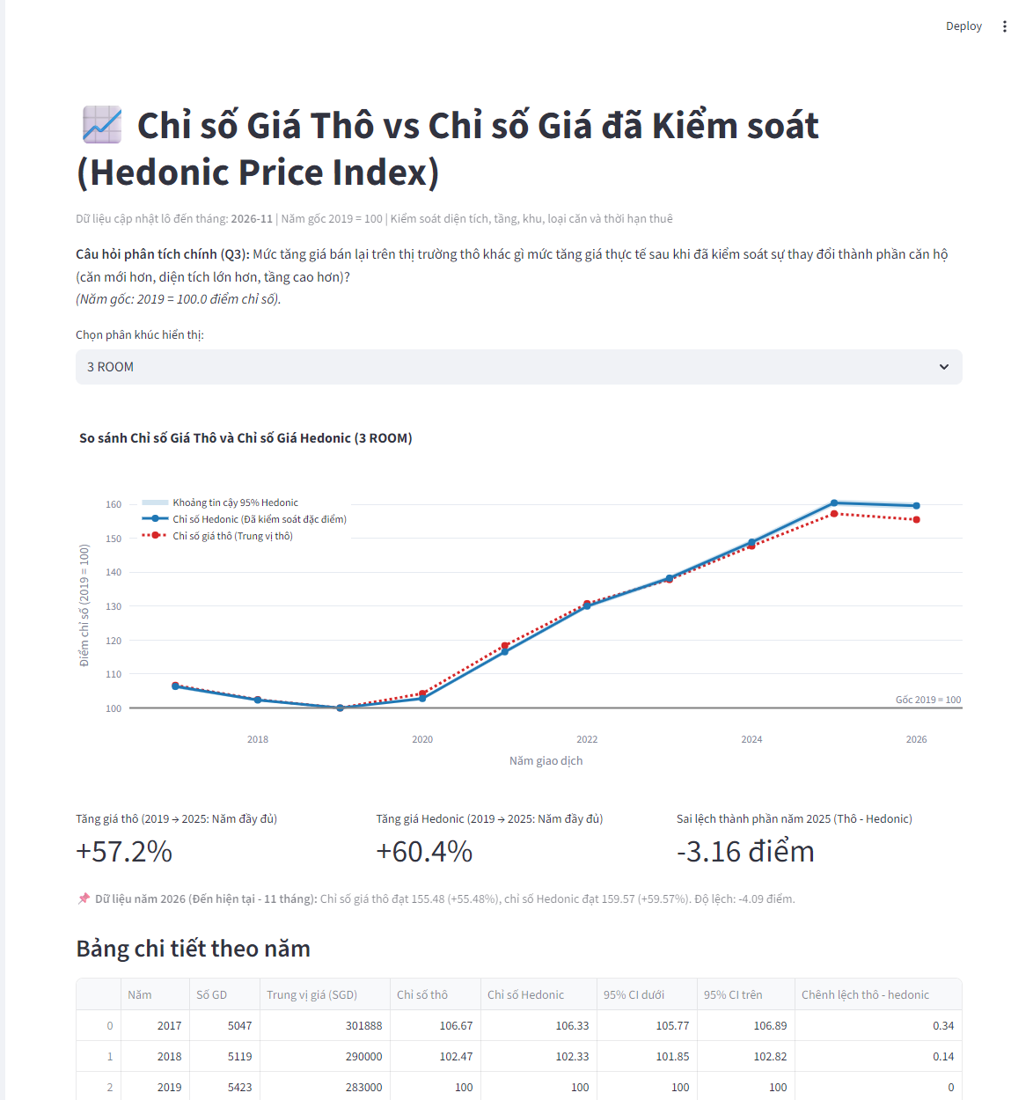 Deploy
Chỉ số Giá Thô vs Chỉ số Giá đã Kiểm soát
(Hedonic Price Index)
Dữ liệu cập nhật lô đến tháng: 2026-11 | Năm gốc 2019 = 100 | Kiểm soát diện tích, tầng, khu, loại căn và thời hạn thuê
Câu hỏi phân tích chính (Q3): Mức tăng giá bán lại trên thị trường thô khác gì mức tăng giá thực tế sau khi đã kiểm soát sự thay đổi thành phần căn hộ
(căn mới hơn, diện tích lớn hơn, tầng cao hơn)?
(Năm gốc: 2019 = 100.0 điểm chỉ số).
Chọn phân khúc hiển thị:
3 ROOM
So sánh Chỉ số Giá Thô và Chỉ số Giá Hedonic (3 ROOM)
Khoảng tin cậy 95% Hedonic
Chỉ số Hedonic (Đã kiểm soát đặc điểm)
Chỉ số giá thô (Trung vị thô)
Điểm chỉ số (2019 = 100)
160
150
140
130
120
110
100
Gốc 2019 = 100
2018 2020 2022 2024 2026
Năm giao dịch
Tăng giá thô (2019 → 2025: Năm đầy đủ) Tăng giá Hedonic (2019 → 2025: Năm đầy đủ) Sai lệch thành phần năm 2025 (Thô - Hedonic)
+57.2% +60.4% -3.16 điểm
Dữ liệu năm 2026 (Đến hiện tại - 11 tháng): Chỉ số giá thô đạt 155.48 (+55.48%), chỉ số Hedonic đạt 159.57 (+59.57%). Độ lệch: -4.09 điểm.
Bảng chi tiết theo năm
Năm Số GD Trung vị giá (SGD) Chỉ số thô Chỉ số Hedonic 95% CI dưới 95% CI trên Chênh lệch thô - hedonic
0 2017 5047 301888 106.67 106.33 105.77 106.89 0.34
1 2018 5119 290000 102.47 102.33 101.85 102.82 0.14
2 2019 5423 283000 100 100 100 100 0